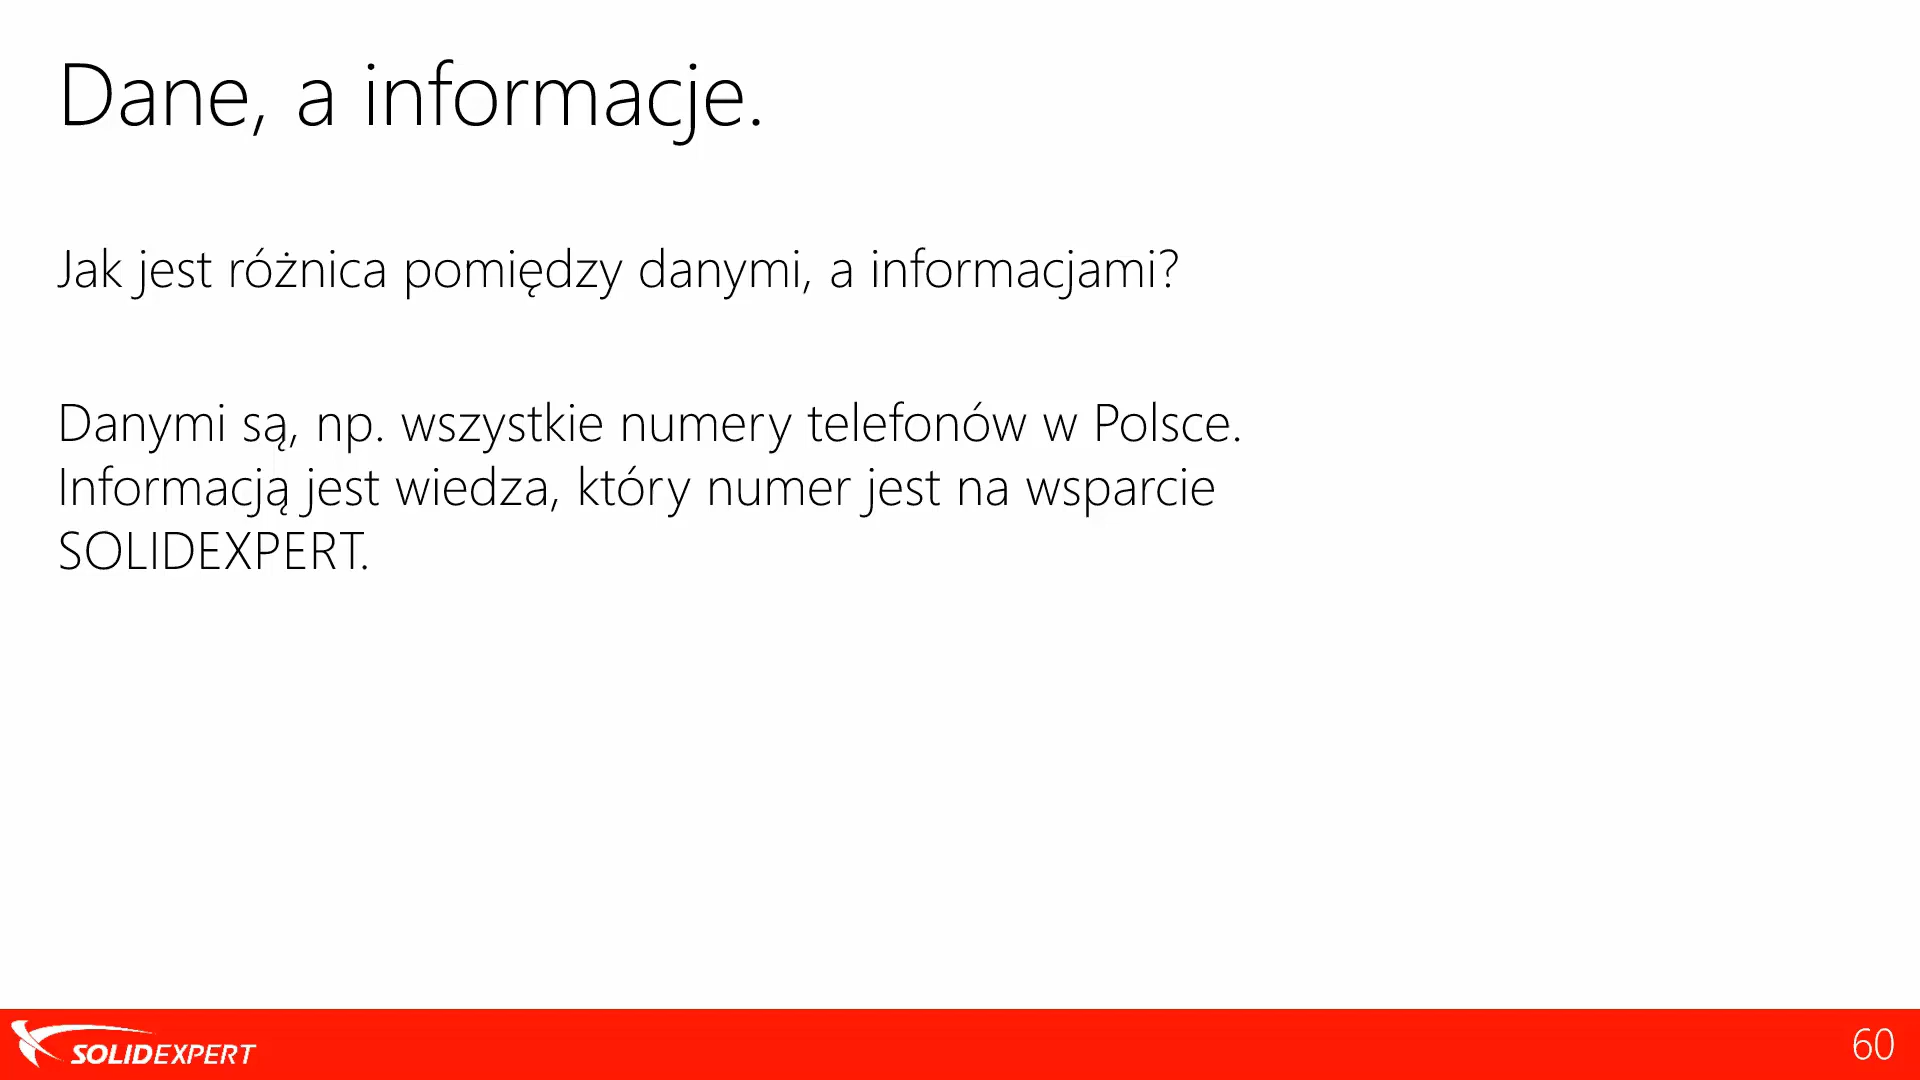 Dane, a informacje.
Jak jest różnica pomiędzy danymi, a informacjami?
Danymi są, np. wszystkie numery telefonów w Polsce.
Informacją jest wiedza, który numer jest na wsparcie
SOLIDEXPERT.
SOLIDEXPERT
60